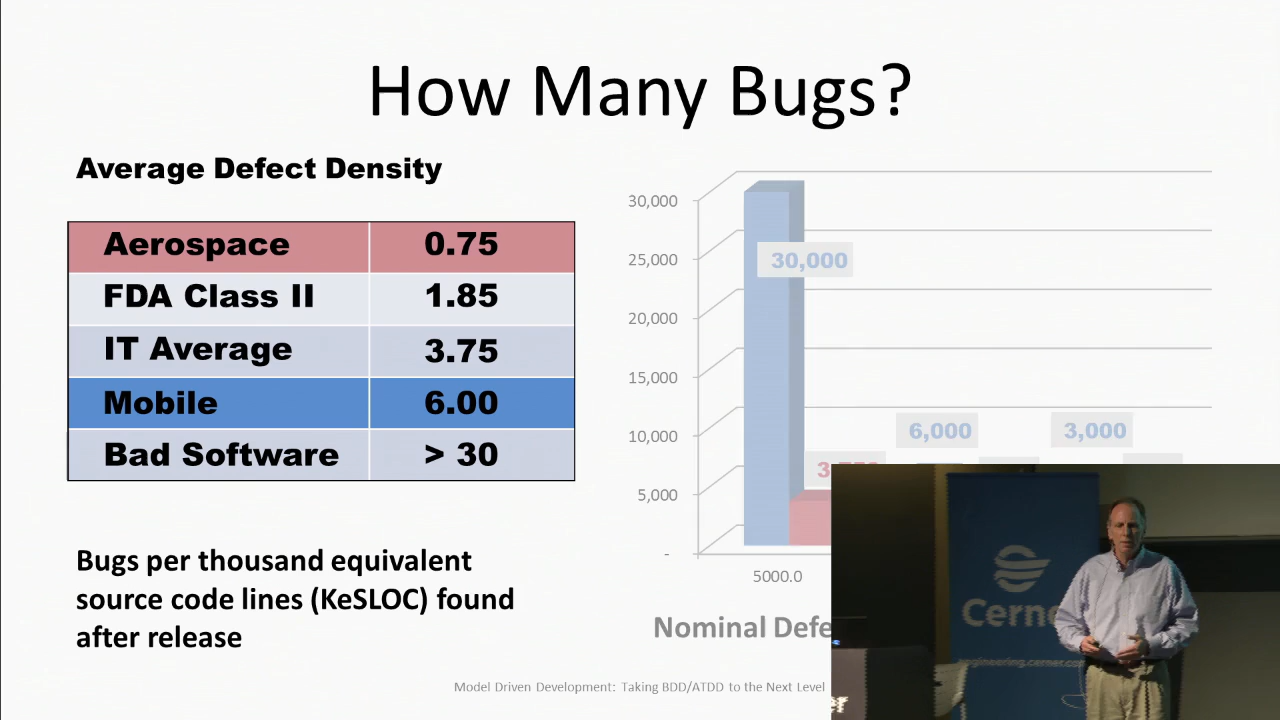 How Many Bugs?
Average Defect Density
Aerospace 0.75
FDA Class II 1.85
IT Average 3.75
Mobile 6.00
Bad Software > 30
Bugs per thousand equivalent
source code lines (KeSLOC) found
after release
30,000
25,000
20,000
15,000
10,000
5,000
-
30,000
6,000
3,000
5000.0
Nominal
Model Driven Development: Taking BDD/ATDD to the Next Level